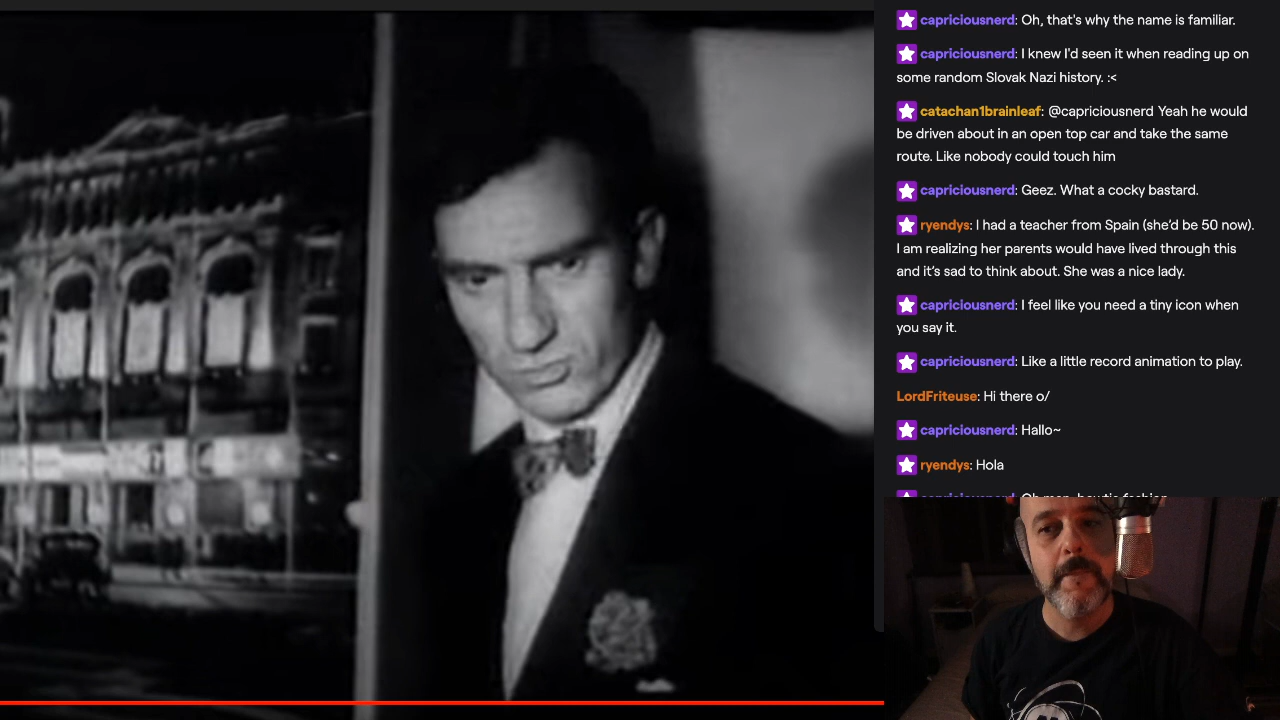 capriciousnerd: Oh, that's why the name is familiar.
capriciousnerd: I knew I'd seen it when reading up on
some random Slovak Nazi history. :<
catachan1brainleaf: @capriciousnerd Yeah he would
be driven about in an open top car and take the same
route. Like nobody could touch him
capriciousnerd: Geez. What a cocky bastard.
ryendys: I had a teacher from Spain (she’d be 50 now).
I am realizing her parents would have lived through this
and it’s sad to think about. She was a nice lady.
capriciousnerd: I feel like you need a tiny icon when
you say it.
capriciousnerd: Like a little record animation to play.
LordFriteuse: Hi there o/
capriciousnerd: Hallo~
ryendys: Hola